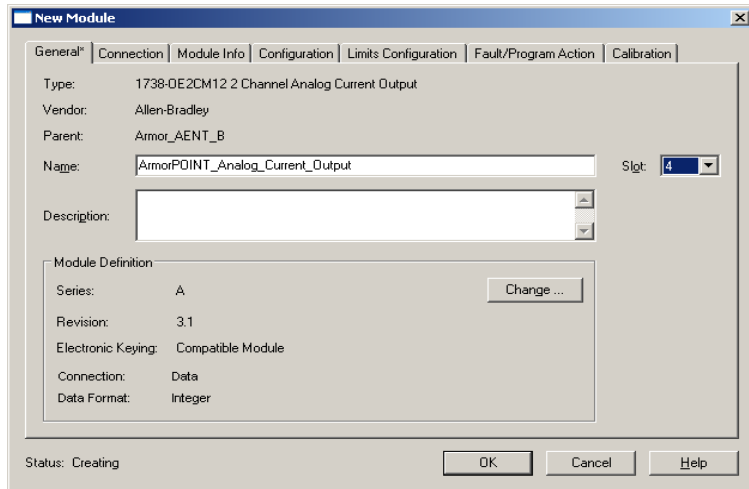 New Module
General* Connection Module Info Configuration Limits Configuration Fault/Program Action Calibration
Type: 1738-OE2CM12 2 Channel Analog Current Output
Vendor: Allen-Bradley
Parent: Armor_AENT_B
Name: ArmorPOINT_Analog_Current_Output Slot: 4
Description:
Module Definition
Series: A Change ...
Revision: 3.1
Electronic Keying: Compatible Module
Connection: Data
Data Format: Integer
Status: Creating OK Cancel Help